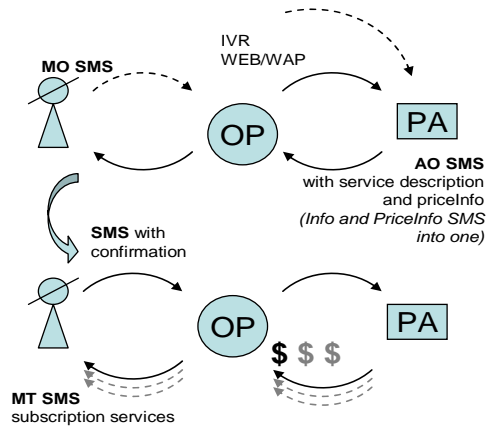 IVR
WEB/WAP
MO SMS
OP
PA
AO SMS
with service description
and priceInfo
(Info and PriceInfo SMS
into one)
SMS with
confirmation
OP
PA
$ $ $
MT SMS
subscription services